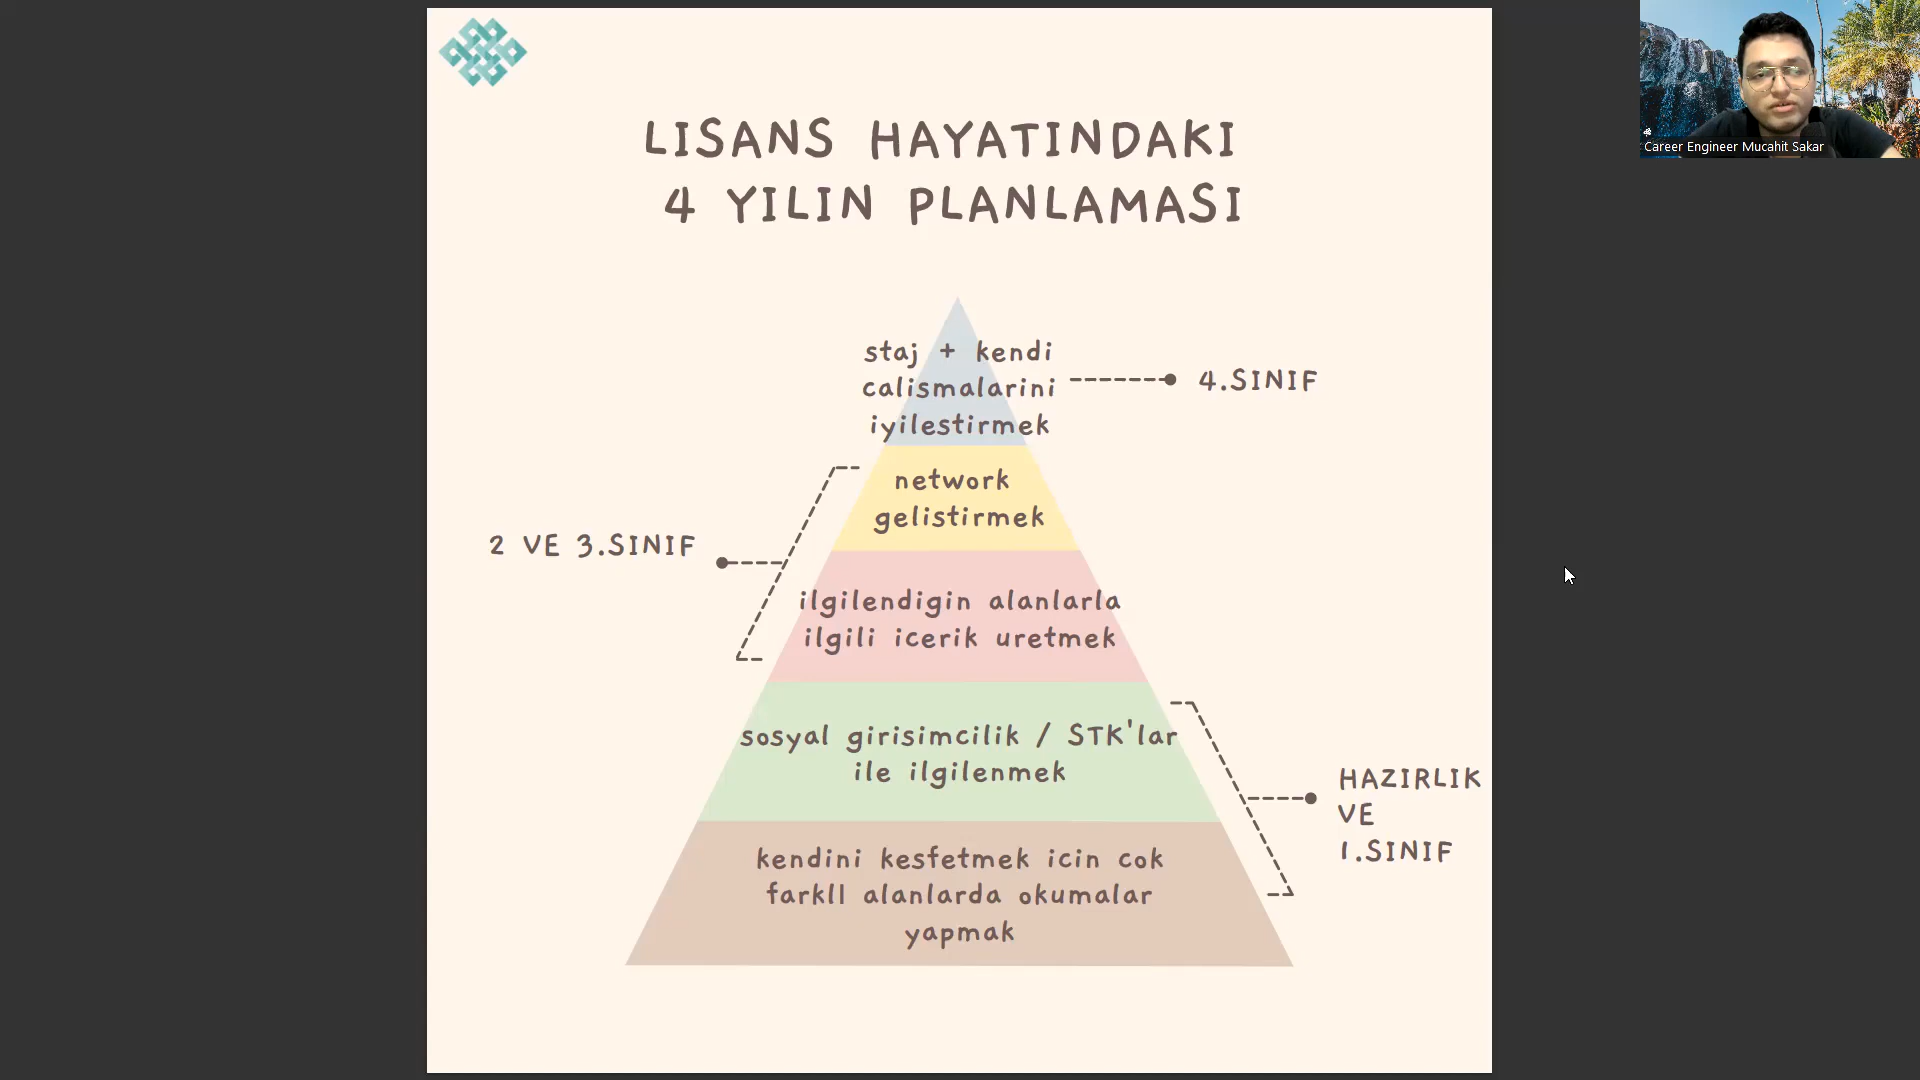 LISANS HAYATINDAKI
4 YILIN PLANLAMASI
staj + kendi
calismalarini
iyilestirmek
4.SINIF
network
gelistirmek
2 VE 3.SINIF
ilgilendigin alanlarla
ilgili icerik uretmek
sosyal girisimcilik / STK'lar
ile ilgilenmek
HAZIRLIK
VE
1.SINIF
kendini kesfetmek icin cok
farklI alanlarda okumalar
yapmak
Career Engineer Mucahit Sakar